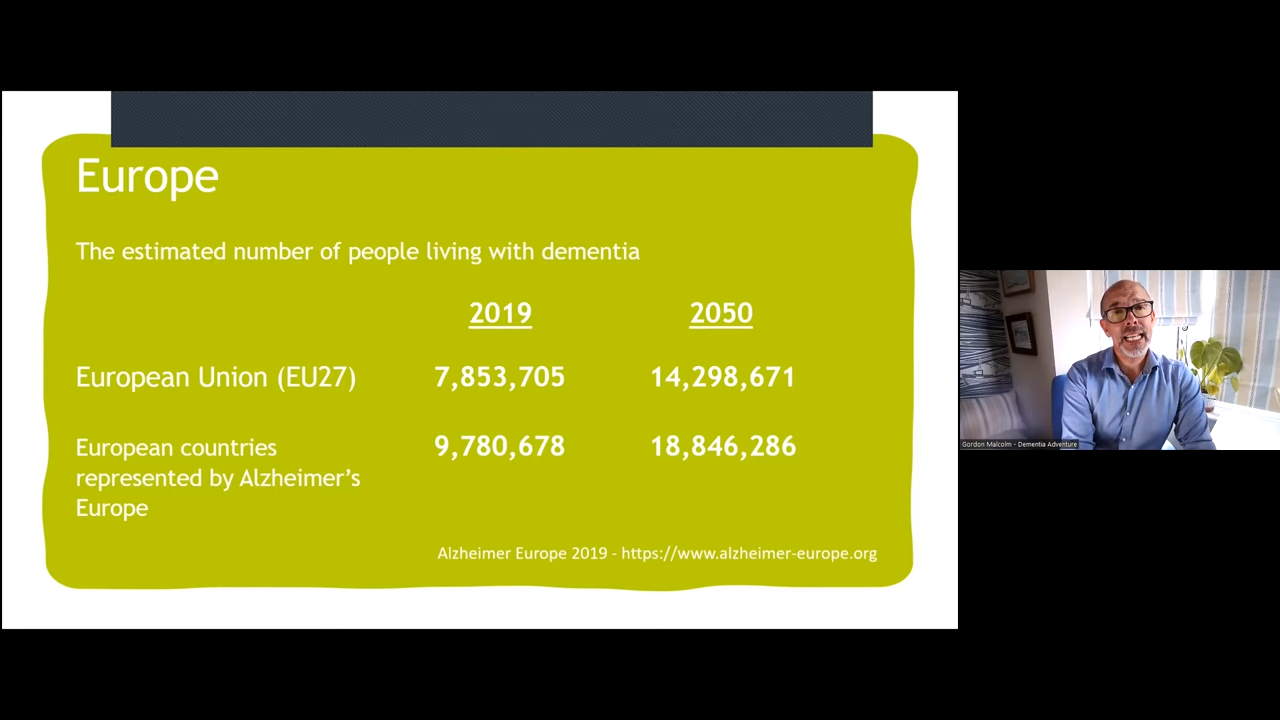 Europe
The estimated number of people living with dementia
2019 2050
European Union (EU27) 7,853,705 14,298,671
European countries 9,780,678 18,846,286
represented by Alzheimer’s
Europe
Alzheimer Europe 2019 - https://www.alzheimer-europe.org
Gordon Malcolm - Dementia Adventure